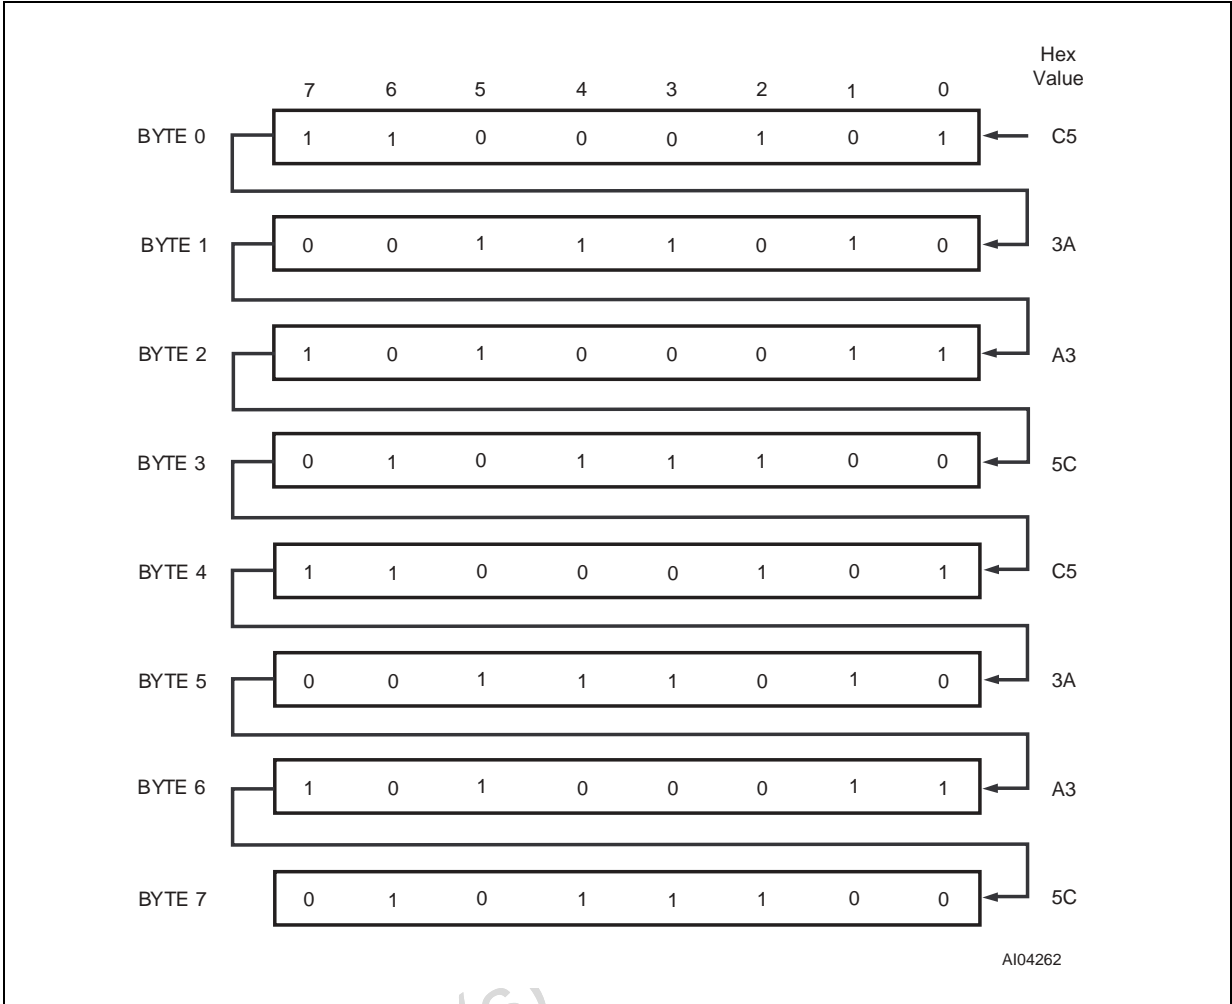 Hex
Value
7 6 5 4 3 2 1 0
BYTE 0 1 1 0 0 0 1 0 1 C5
BYTE 1 0 0 1 1 1 0 1 0 3A
BYTE 2 1 0 1 0 0 0 1 1 A3
BYTE 3 0 1 0 1 1 1 0 0 5C
BYTE 4 1 1 0 0 0 1 0 1 C5
BYTE 5 0 0 1 1 1 0 1 0 3A
BYTE 6 1 0 1 0 0 0 1 1 A3
BYTE 7 0 1 0 1 1 1 0 0 5C
AI04262